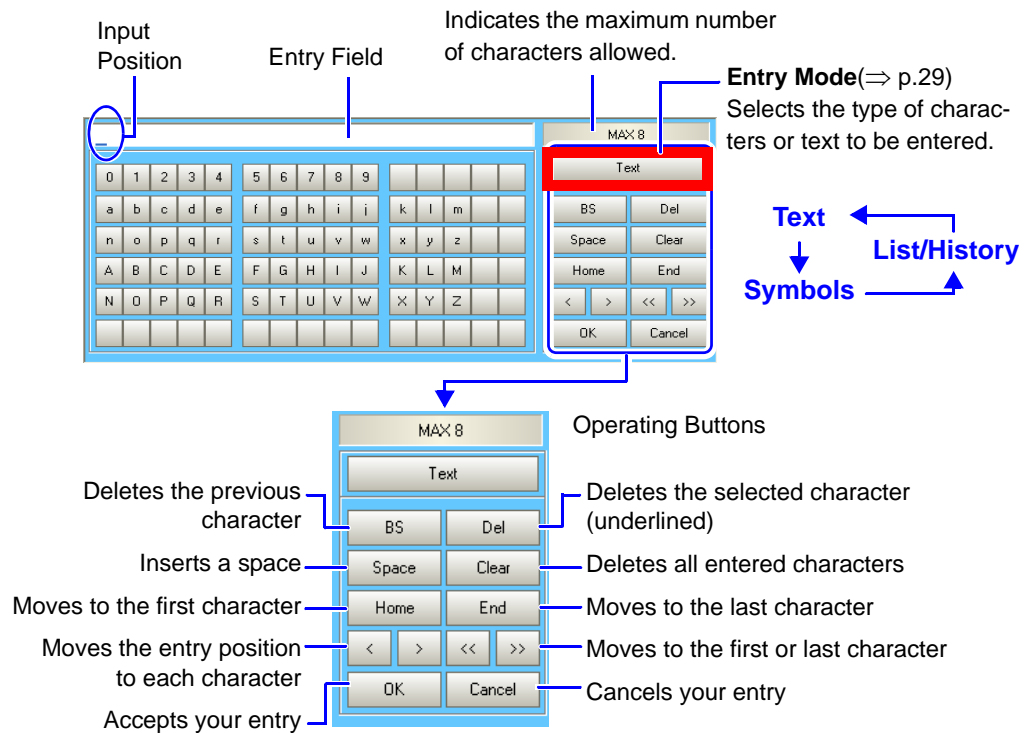 Input
Position
Entry Field
Indicates the maximum number
of characters allowed.
Entry Mode(⇒ p.29)
Selects the type of charac-
ters or text to be entered.
MAX 8
Text
0 1 2 3 4 5 6 7 8 9
a b c d e f g h i j k l m BS Del
n o p q r s t u v w x y z Space Clear
A B C D E F G H I J K L M Home End
N O P Q R S T U V W X Y Z < > << >>
OK Cancel
Text
List/History
Symbols
MAX 8
Operating Buttons
Text
Deletes the previous
character
BS Del
Deletes the selected character
(underlined)
Inserts a space
Space Clear
Deletes all entered characters
Moves to the first character
Home End
Moves to the last character
Moves the entry position
to each character
< > << >>
Moves to the first or last character
Accepts your entry
OK Cancel
Cancels your entry